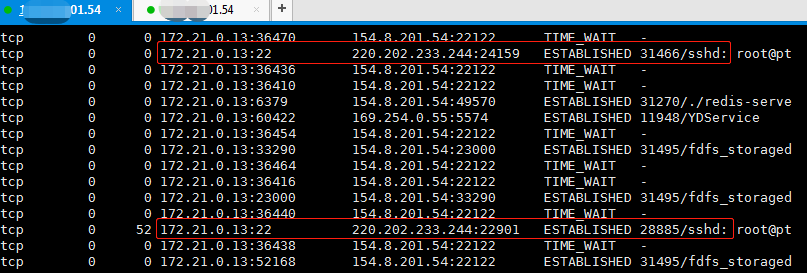 1 .01.54 × 01.54 × +
tcp 0 0 172.21.0.13:36470 154.8.201.54:22122 TIME_WAIT -
tcp 0 0 172.21.0.13:22 220.202.233.244:24159 ESTABLISHED 31466/sshd: root@pt
tcp 0 0 172.21.0.13:36436 154.8.201.54:22122 TIME_WAIT -
tcp 0 0 172.21.0.13:36410 154.8.201.54:22122 TIME_WAIT -
tcp 0 0 172.21.0.13:6379 154.8.201.54:49570 ESTABLISHED 31270/./redis-serve
tcp 0 0 172.21.0.13:60422 169.254.0.55:5574 ESTABLISHED 11948/YDService
tcp 0 0 172.21.0.13:36454 154.8.201.54:22122 TIME_WAIT -
tcp 0 0 172.21.0.13:33290 154.8.201.54:23000 ESTABLISHED 31495/fdfs_storaged
tcp 0 0 172.21.0.13:36464 154.8.201.54:22122 TIME_WAIT -
tcp 0 0 172.21.0.13:36416 154.8.201.54:22122 TIME_WAIT -
tcp 0 0 172.21.0.13:23000 154.8.201.54:33290 ESTABLISHED 31495/fdfs_storaged
tcp 0 0 172.21.0.13:36440 154.8.201.54:22122 TIME_WAIT -
tcp 0 52 172.21.0.13:22 220.202.233.244:22901 ESTABLISHED 28885/sshd: root@pt
tcp 0 0 172.21.0.13:36438 154.8.201.54:22122 TIME_WAIT -
tcp 0 0 172.21.0.13:52168 154.8.201.54:22122 ESTABLISHED 31495/fdfs_storaged